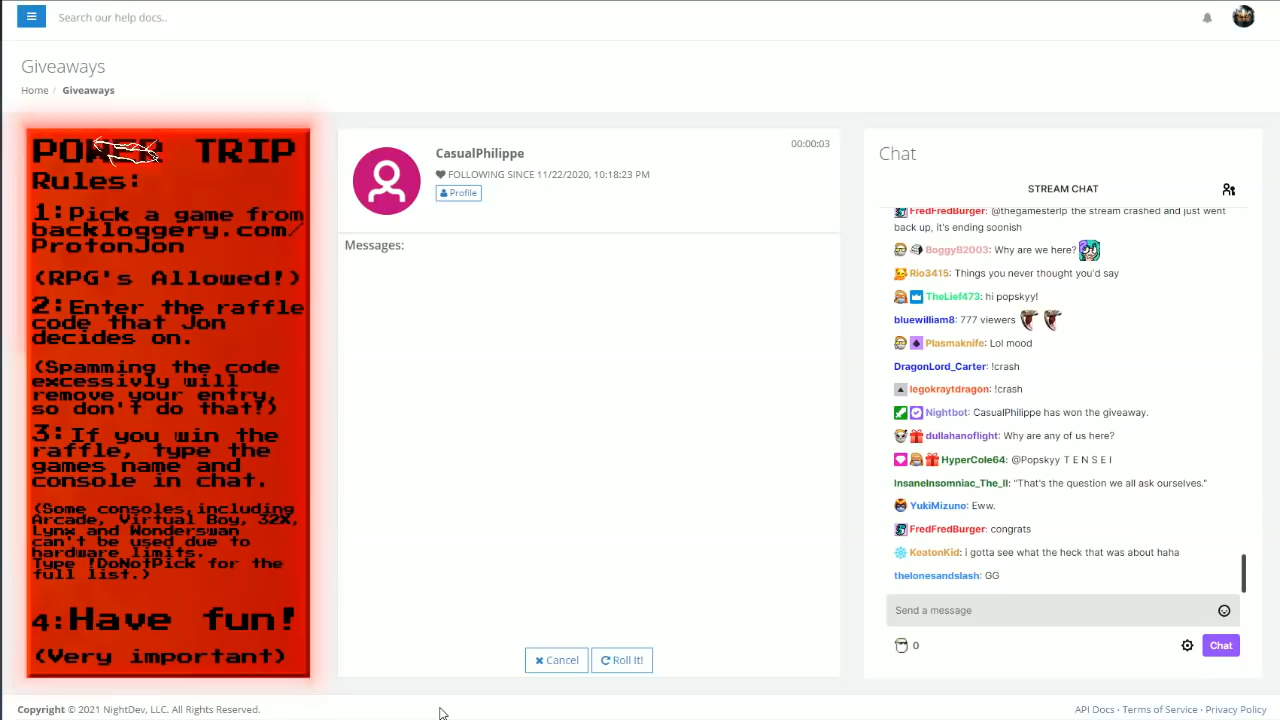 Search our help docs..
Giveaways
Home / Giveaways
POWER TRIP
Rules:
1:Pick a game from
backloggery.com/
ProtonJon
(RPG's Allowed!)
2:Enter the raffle
code that Jon
decides on.
(Spamming the code
excessivly will
remove your entry,
so don't do that!)
3:If you win the
raffle, type the
games name and
console in chat.
(Some consoles,including
Arcade, Virtual Boy, 32X,
Lynx and Wonderswan
can't be used due to
hardware limits.
Type !DoNotPick for the
full list.)
4:Have fun!
(Very important)
CasualPhilippe
00:00:03
FOLLOWING SINCE 11/22/2020, 10:18:23 PM
Profile
Messages:
Cancel
Roll It!
Chat
STREAM CHAT
FredFredBurger: @thegamesterlp the stream crashed and just went
back up, it's ending soonish
BoggyB2003: Why are we here?
Rio3415: Things you never thought you'd say
TheLief473: hi popskyy!
bluewilliam8: 777 viewers
Plasmaknife: Lol mood
DragonLord_Carter: !crash
legokraytdragon: !crash
Nightbot: CasualPhilippe has won the giveaway.
dullahanoflight: Why are any of us here?
HyperCole64: @Popskyy T E N S E I
InsaneInsomniac_The_II: "That's the question we all ask ourselves."
YukiMizuno: Eww.
FredFredBurger: congrats
KeatonKid: i gotta see what the heck that was about haha
thelonesandslash: GG
Send a message
0
Chat
Copyright © 2021 NightDev, LLC. All Rights Reserved.
API Docs · Terms of Service · Privacy Policy